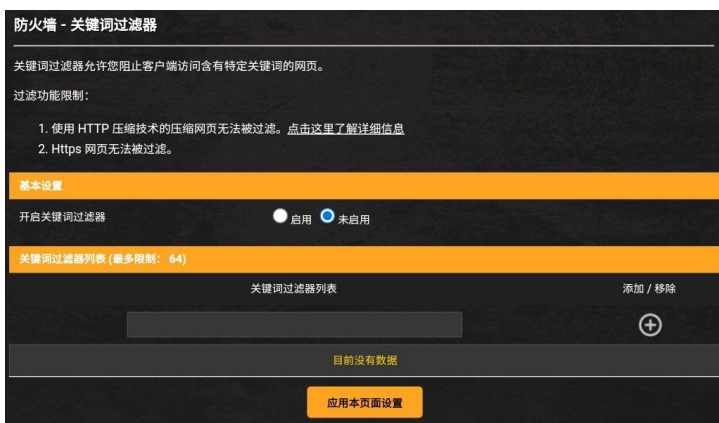 防火墙 - 关键词过滤器
关键词过滤器允许您阻止客户端访问含有特定关键词的网页。
过滤功能限制：
1. 使用 HTTP 压缩技术的压缩网页无法被过滤。点击这里了解详细信息
2. Https 网页无法被过滤。
基本设置
开启关键词过滤器 启用 未启用
关键词过滤器列表 (最多限制： 64)
关键词过滤器列表 添加 / 移除
目前没有数据
应用本页面设置